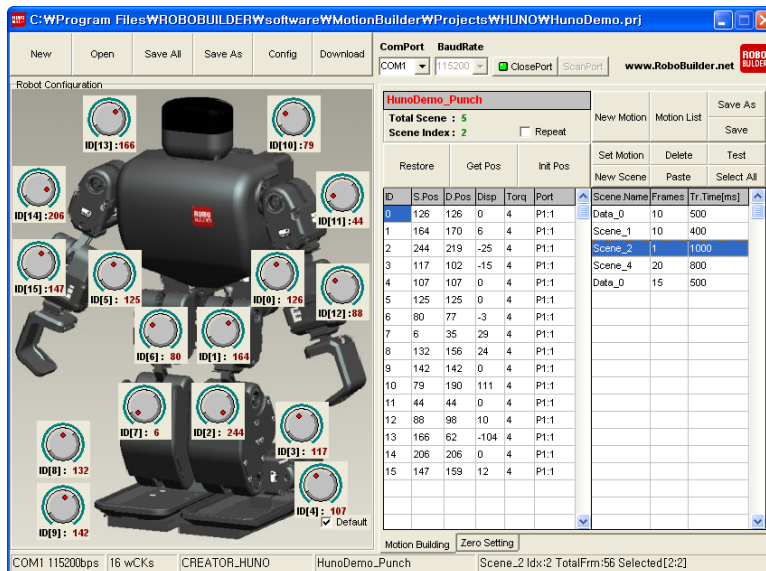 C:₩Program Files₩ROBOBUILDER₩software₩MotionBuilder₩Projects₩HUNO₩HunoDemo.prj
New Open Save All Save As Config Download
ComPort BaudRate
COM1 115200 ClosePort ScanPort www.RoboBuilder.net ROBO BUILDER
Robot Configuration
ID[13]:166
ID[10]:79
ID[14]:206
ID[11]:44
ROBO BUILDER
ID[15]:147
ID[5]: 125
ID[0]: 126
ID[12]:88
ID[6]: 80
ID[1]: 164
ID[7]: 6
ID[2]: 244
ID[3]: 117
ID[8]: 132
ID[4]: 107
Default
ID[9]: 142
HunoDemo_Punch
Total Scene : 5
Scene Index: 2 Repeat
New Motion Motion List Save As
Save
Restore Get Pos Init Pos
Set Motion Delete Test
New Scene Paste Select All
ID S.Pos D.Pos Disp Torq Port
0 126 126 0 4 P1:1
1 164 170 6 4 P1:1
2 244 219 -25 4 P1:1
3 117 102 -15 4 P1:1
4 107 107 0 4 P1:1
5 125 125 0 4 P1:1
6 80 77 -3 4 P1:1
7 6 35 29 4 P1:1
8 132 156 24 4 P1:1
9 142 142 0 4 P1:1
10 79 190 111 4 P1:1
11 44 44 0 4 P1:1
12 88 98 10 4 P1:1
13 166 62 -104 4 P1:1
14 206 206 0 4 P1:1
15 147 159 12 4 P1:1
Scene.Name Frames Tr.Time[ms]
Data_0 10 500
Scene_1 10 400
Scene_2 1 1000
Scene_4 20 800
Data_0 15 500
Motion Building Zero Setting
COM1 115200bps 16 wCKs CREATOR_HUNO HunoDemo_Punch Scene_2 Idx:2 TotalFrm:56 Selected[2:2]